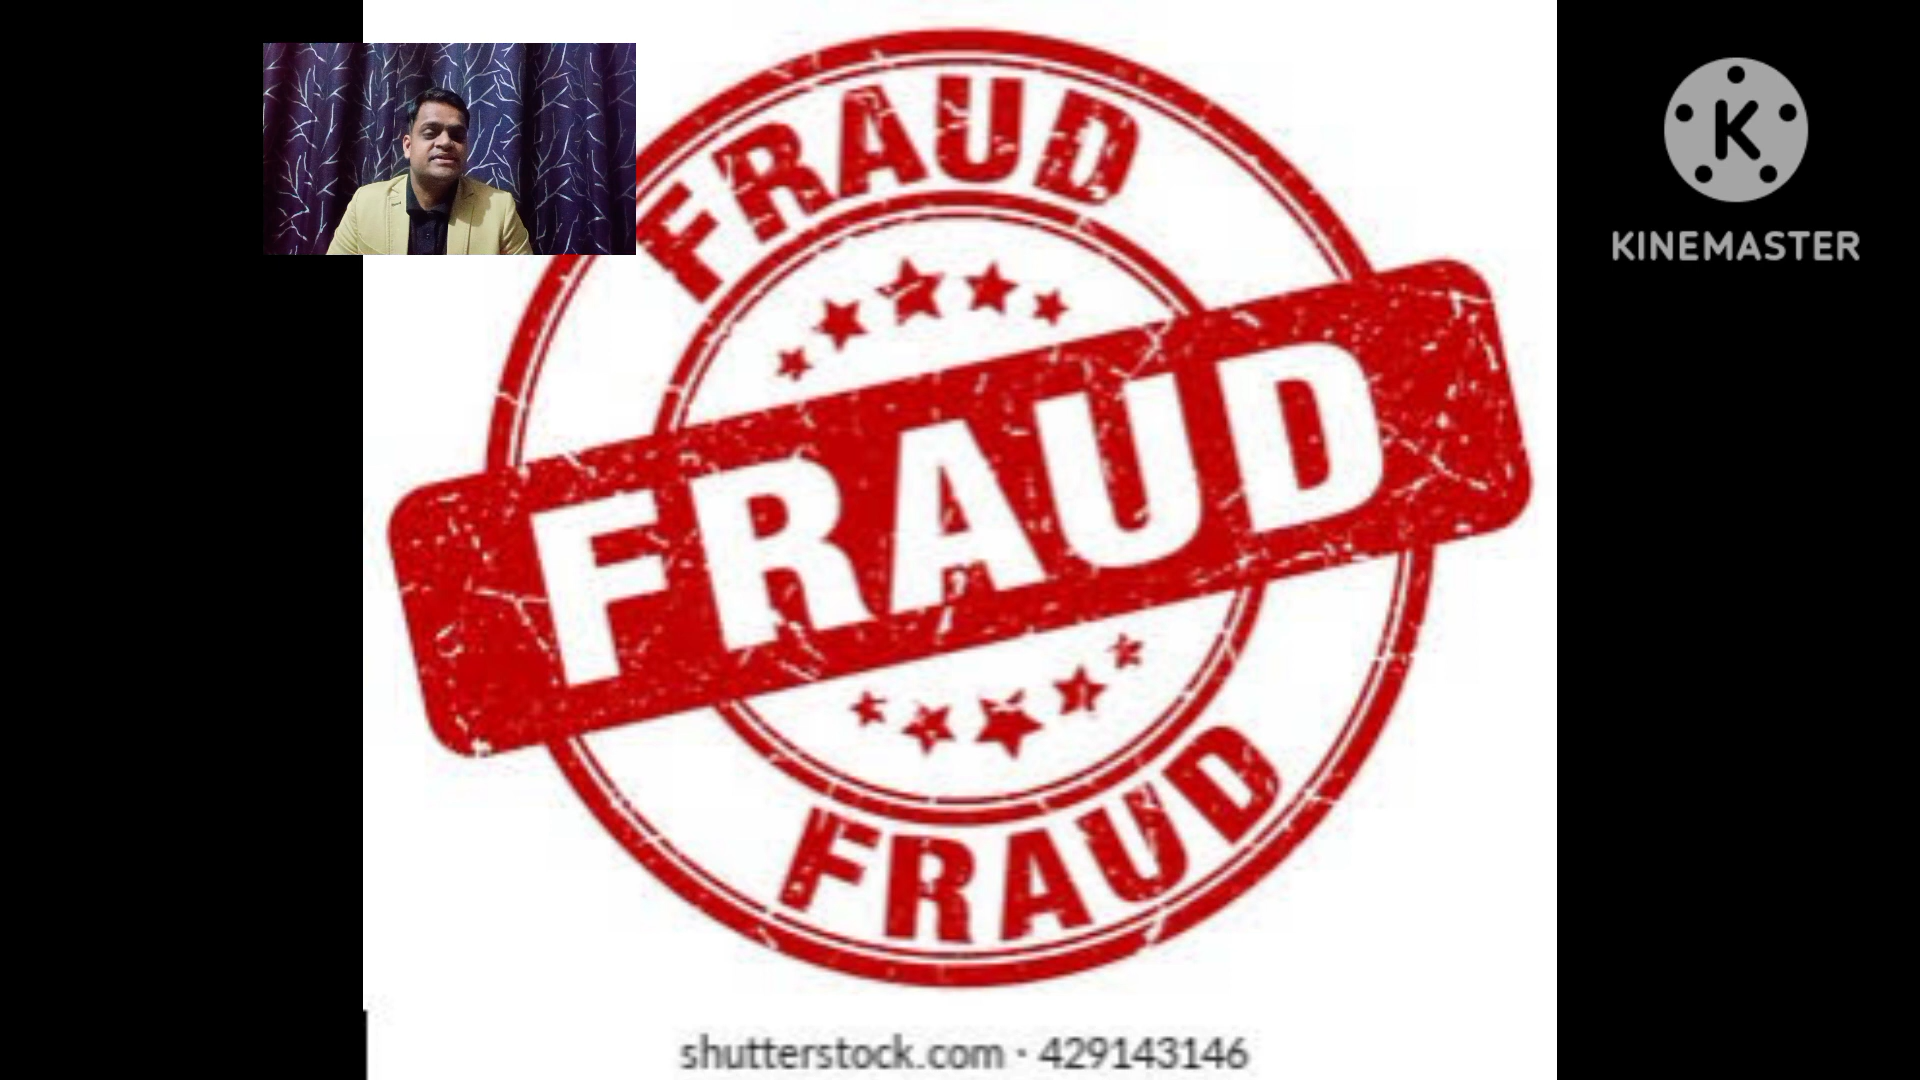 FRAUD
FRAUD
FRAUD
K
KINEMASTER
shutterstock.com · 429143146